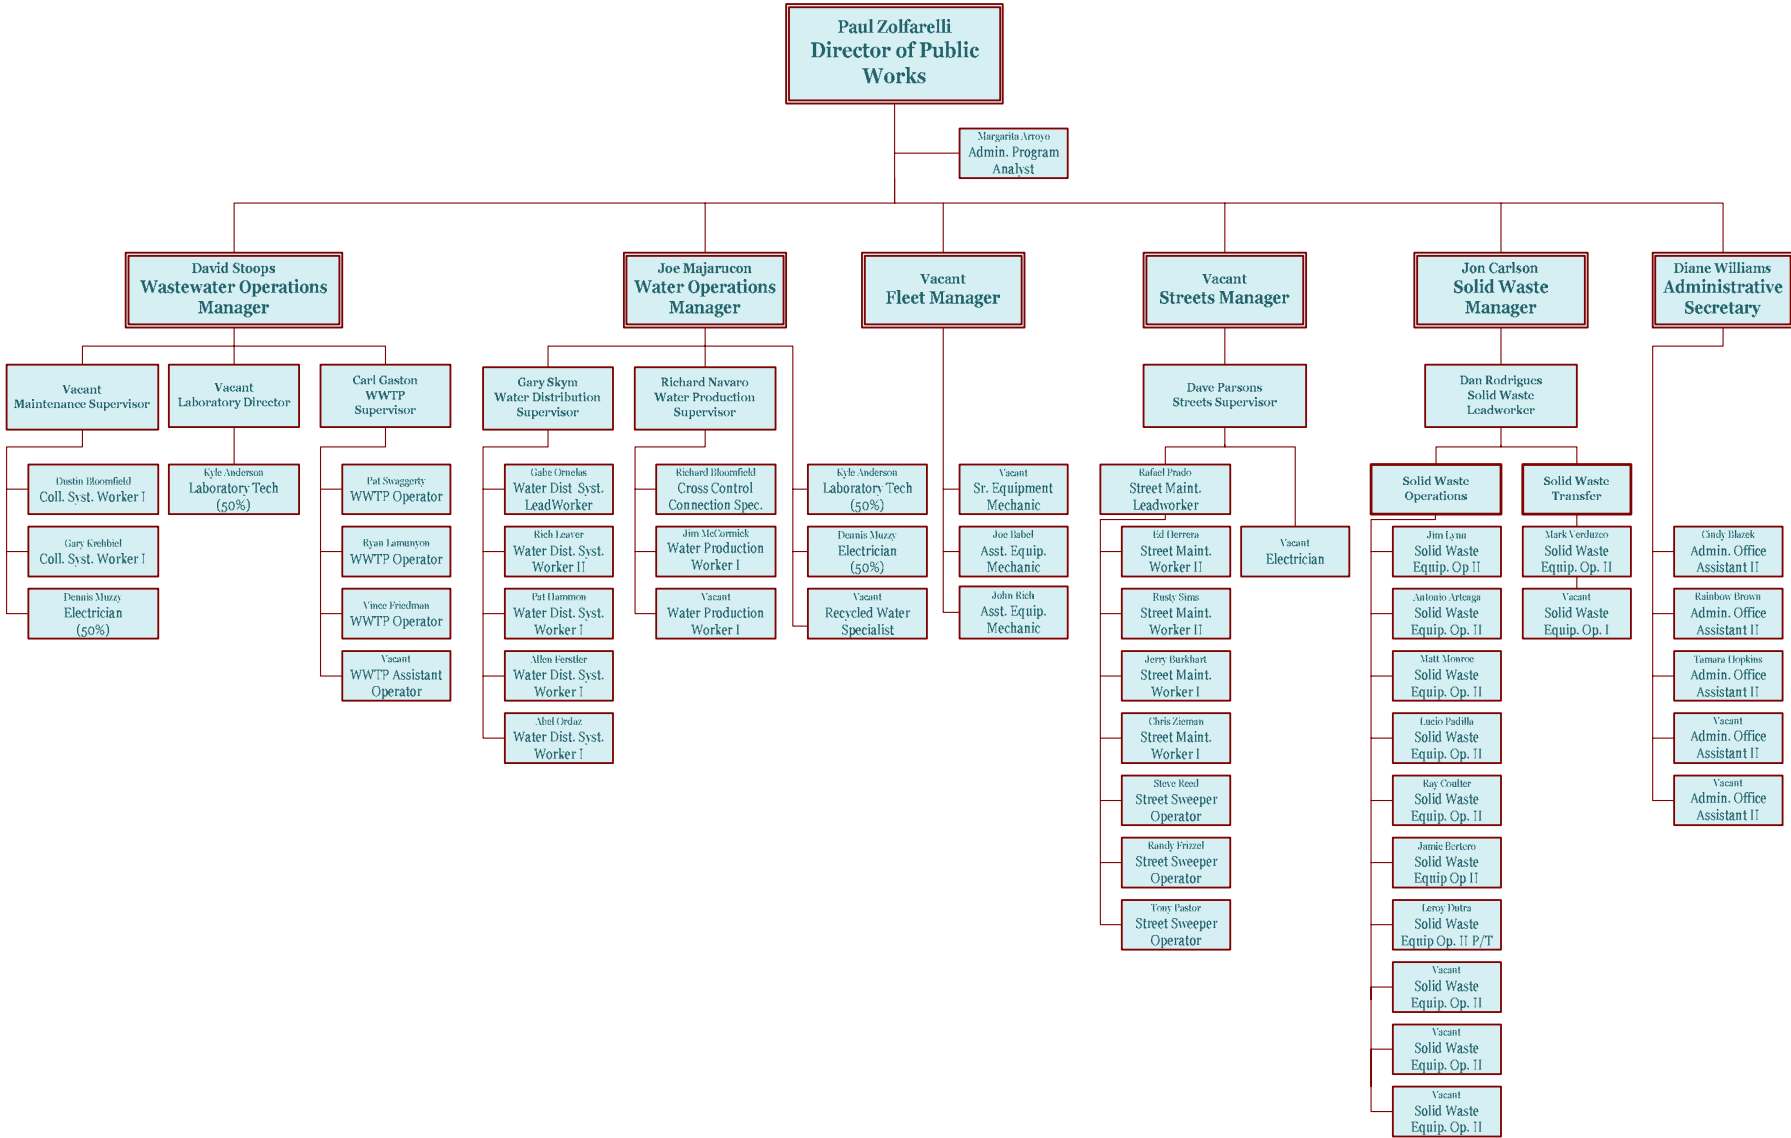 Paul Zolfarelli
Director of Public
Works
Margarita Arroyo
Admin. Program
Analyst
David Stoops
Wastewater Operations
Manager
Joe Majarucon
Water Operations
Manager
Vacant
Fleet Manager
Vacant
Streets Manager
Jon Carlson
Solid Waste
Manager
Diane Williams
Administrative
Secretary
Vacant
Maintenance Supervisor
Vacant
Laboratory Director
Carl Gaston
WWTP
Supervisor
Gary Skym
Water Distribution
Supervisor
Richard Navaro
Water Production
Supervisor
Dave Parsons
Streets Supervisor
Dan Rodrigues
Solid Waste
Leadworker
Dustin Bloomfield
Coll. Syst. Worker I
Gary Krehbiel
Coll. Syst. Worker I
Dennis Muzzy
Electrician
(50%)
Kyle Anderson
Laboratory Tech
(50%)
Pat Swaggerty
WWTP Operator
Ryan Lamunyon
WWTP Operator
Vince Friedman
WWTP Operator
Vacant
WWTP Assistant
Operator
Gabe Ornelas
Water Dist Syst.
LeadWorker
Rich Leaver
Water Dist. Syst.
Worker II
Pat Hammon
Water Dist. Syst.
Worker I
Allen Ferstler
Water Dist. Syst.
Worker I
Abel Ordaz
Water Dist. Syst.
Worker I
Richard Bloomfield
Cross Control
Connection Spec.
Jim McCormick
Water Production
Worker I
Vacant
Water Production
Worker I
Kyle Anderson
Laboratory Tech
(50%)
Dennis Muzzy
Electrician
(50%)
Vacant
Recycled Water
Specialist
Vacant
Sr. Equipment
Mechanic
Joe Babel
Asst. Equip.
Mechanic
John Rich
Asst. Equip.
Mechanic
Rafael Prado
Street Maint.
Leadworker
Ed Herrera
Street Maint.
Worker II
Rusty Sims
Street Maint.
Worker II
Jerry Burkhart
Street Maint.
Worker I
Chris Zieman
Street Maint.
Worker I
Steve Reed
Street Sweeper
Operator
Randy Frizzel
Street Sweeper
Operator
Tony Pastor
Street Sweeper
Operator
Vacant
Electrician
Solid Waste
Operations
Jim Lynn
Solid Waste
Equip. Op II
Antonio Arteaga
Solid Waste
Equip. Op. II
Matt Monroe
Solid Waste
Equip. Op. II
Lucio Padilla
Solid Waste
Equip. Op. II
Ray Coulter
Solid Waste
Equip. Op. II
Jamie Bertero
Solid Waste
Equip Op II
Leroy Dutra
Solid Waste
Equip Op. II P/T
Vacant
Solid Waste
Equip. Op. II
Vacant
Solid Waste
Equip. Op. II
Vacant
Solid Waste
Equip. Op. II
Solid Waste
Transfer
Mark Verduzco
Solid Waste
Equip. Op. II
Vacant
Solid Waste
Equip. Op. I
Cindy Blazek
Admin. Office
Assistant II
Rainbow Brown
Admin. Office
Assistant II
Tamara Hopkins
Admin. Office
Assistant II
Vacant
Admin. Office
Assistant II
Vacant
Admin. Office
Assistant II